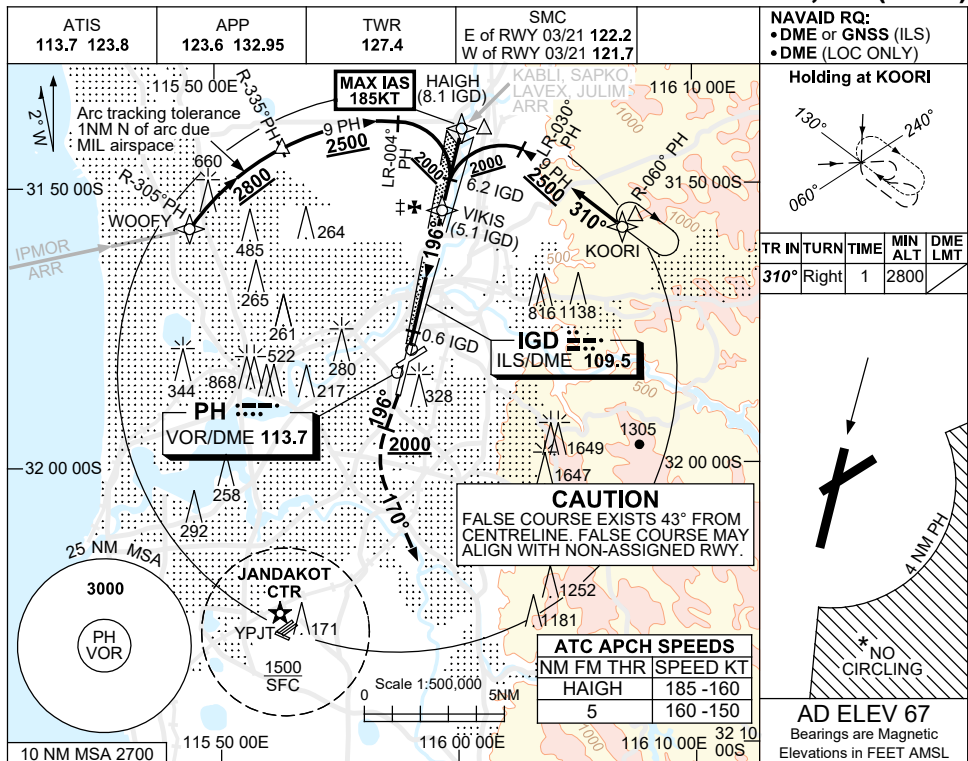 ATIS
113.7 123.8
APP
123.6 132.95
TWR
127.4
SMC
E of RWY 03/21 122.2
W of RWY 03/21 121.7
NAVAID RQ:
• DME or GNSS (ILS)
• DME (LOC ONLY)
2° W
115 50 00E
MAX IAS
185KT
HAIGH
(8.1 IGD)
KABLI, SAPKO,
LAVEX, JULIM
ARR
116 10 00E
1000
Arc tracking tolerance
1NM N of arc due
MIL airspace
R-335°PH
9 PH
2500
LR-004°
PH
2000
2000
LR-030°
PH
9 PH
2500
310°
R-060° PH
1000
31 50 00S
31 50 00S
660
2800
R-305°PH
WOOFY
6.2 IGD
VIKIS
(5.1 IGD)
KOORI
IPMOR
ARR
485
264
265
261
196°
500
816
1138
0.6 IGD
IGD
ILS/DME 109.5
344
868
522
217
280
328
500
PH
VOR/DME 113.7
196°
2000
1649
1647
1305
32 00 00S
32 00 00S
258
292
170°
CAUTION
FALSE COURSE EXISTS 43° FROM
CENTRELINE. FALSE COURSE MAY
ALIGN WITH NON-ASSIGNED RWY.
25 NM MSA
3000
PH
VOR
JANDAKOT
CTR
YPJT
171
1500
SFC
1252
1181
Scale 1:500,000
0
5NM
ATC APCH SPEEDS
NM FM THR SPEED KT
HAIGH 185 -160
5 160 -150
1000
10 NM MSA 2700
115 50 00E
116 00 00E
116 10 00E
32 10
00S
Holding at KOORI
130°
240°
060°
TR IN TURN TIME MIN ALT DME LMT
310° Right 1 2800
4 NM PH
*
NO
CIRCLING
AD ELEV 67
Bearings are Magnetic
Elevations in FEET AMSL